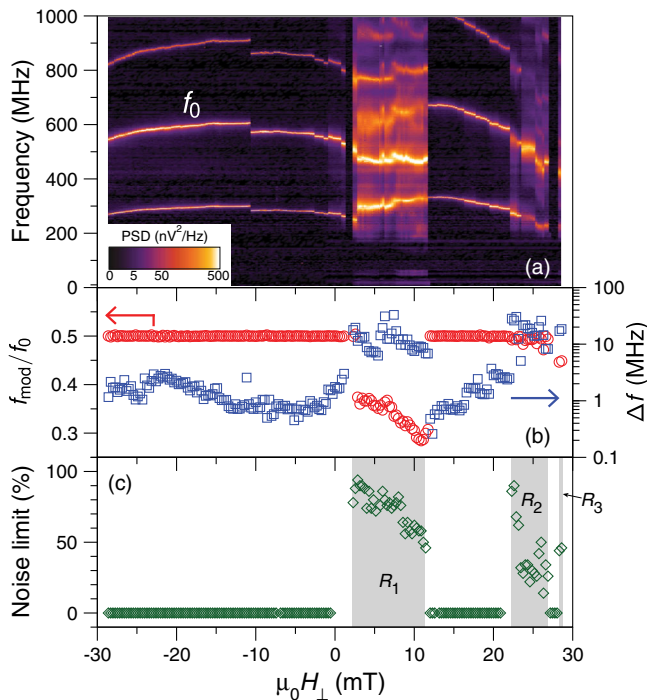 1000
800
600
400
200
0
Frequency (MHz)
f0
PSD (nV²/Hz)
0 5 50 500
(a)
0.5
0.4
0.3
fmod/f0
100
10
1
0.1
Δf (MHz)
(b)
100
50
0
Noise limit (%)
R1
R2
R3
(c)
-30 -20 -10 0 10 20 30
μ0H⊥ (mT)